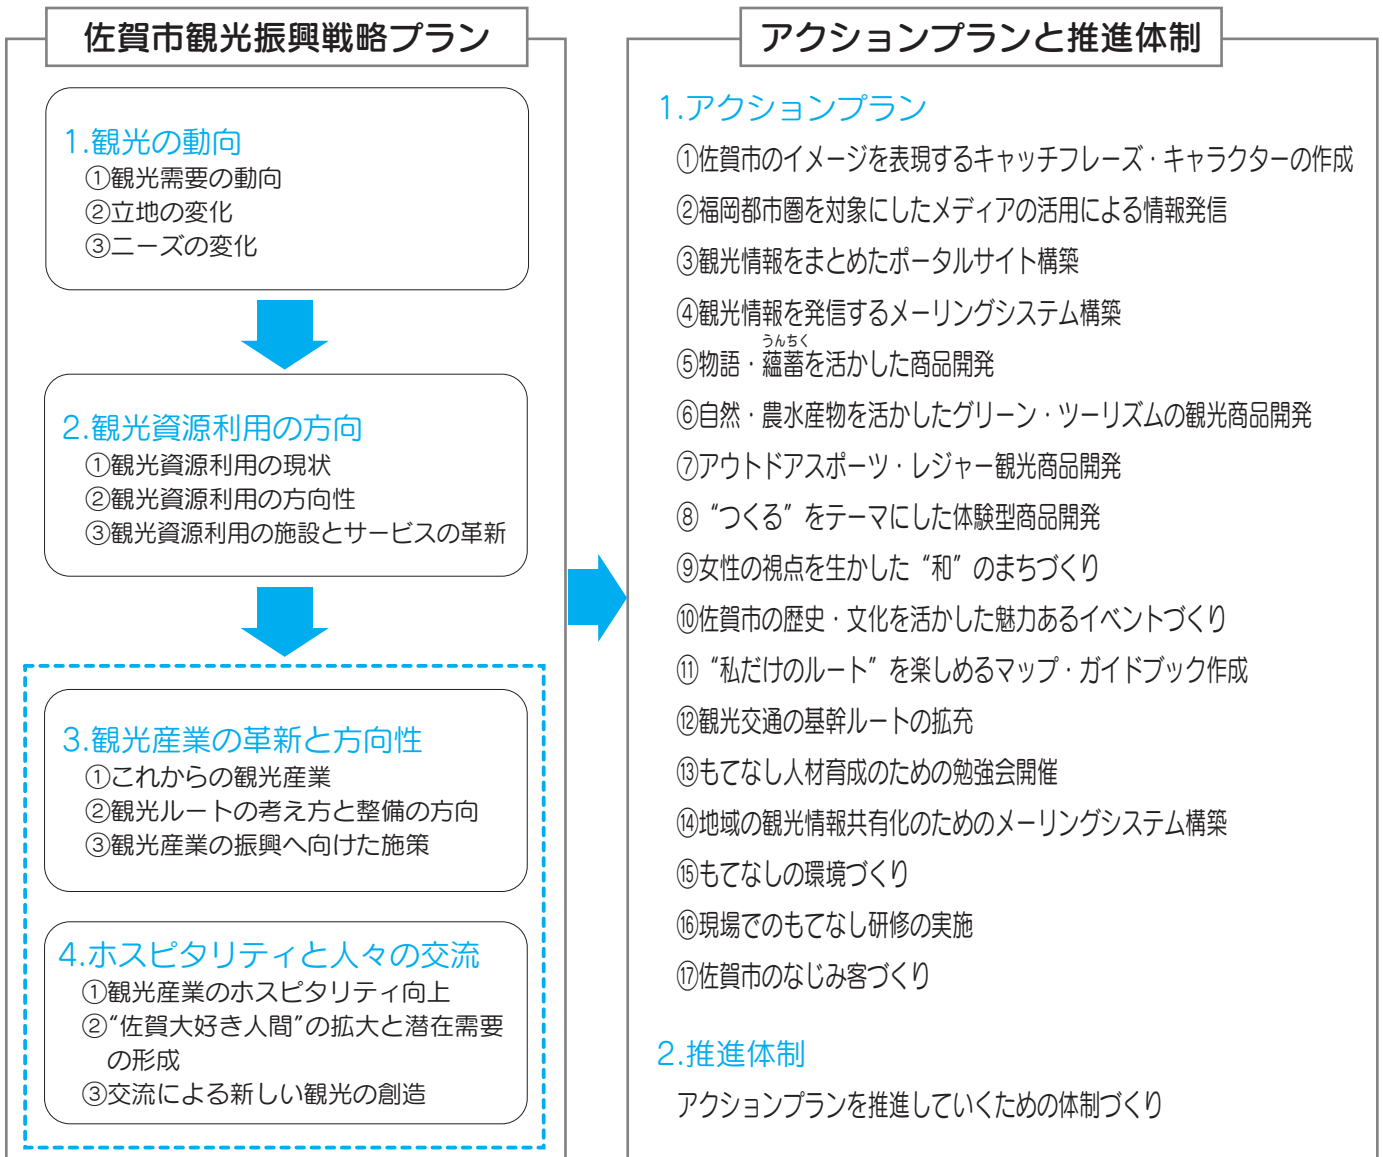 佐賀市観光振興戦略プラン
1.観光の動向
①観光需要の動向
②立地の変化
③ニーズの変化
2.観光資源利用の方向
①観光資源利用の現状
②観光資源利用の方向性
③観光資源利用の施設とサービスの革新
3.観光産業の革新と方向性
①これからの観光産業
②観光ルートの考え方と整備の方向
③観光産業の振興へ向けた施策
4.ホスピタリティと人々の交流
①観光産業のホスピタリティ向上
②“佐賀大好き人間”の拡大と潜在需要
の形成
③交流による新しい観光の創造
アクションプランと推進体制
1.アクションプラン
①佐賀市のイメージを表現するキャッチフレーズ・キャラクターの作成
②福岡都市圏を対象にしたメディアの活用による情報発信
③観光情報をまとめたポータルサイト構築
④観光情報を発信するメーリングシステム構築
うんちく
⑤物語・蘊蓄を活かした商品開発
⑥自然・農水産物を活かしたグリーン・ツーリズムの観光商品開発
⑦アウトドアスポーツ・レジャー観光商品開発
⑧“つくる”をテーマにした体験型商品開発
⑨女性の視点を生かした“和”のまちづくり
⑩佐賀市の歴史・文化を活かした魅力あるイベントづくり
⑪“私だけのルート”を楽しめるマップ・ガイドブック作成
⑫観光交通の基幹ルートの拡充
⑬もてなし人材育成のための勉強会開催
⑭地域の観光情報共有化のためのメーリングシステム構築
⑮もてなしの環境づくり
⑯現場でのもてなし研修の実施
⑰佐賀市のなじみ客づくり
2.推進体制
アクションプランを推進していくための体制づくり